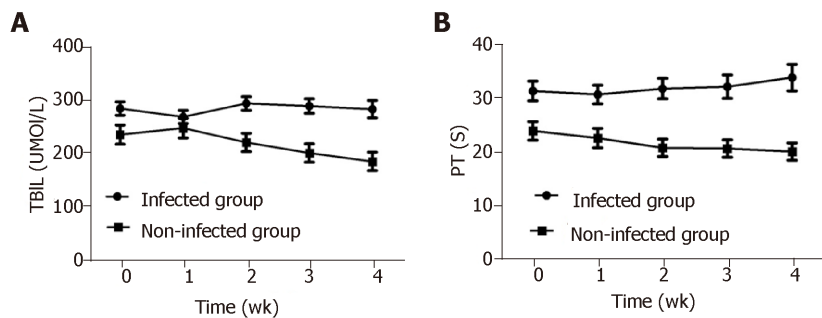 A
400
300
200
100
0
TBIL (UMOl/L)
Infected group
Non-infected group
0 1 2 3 4
Time (wk)
B
40
30
20
10
0
PT (S)
Infected group
Non-infected group
0 1 2 3 4
Time (wk)